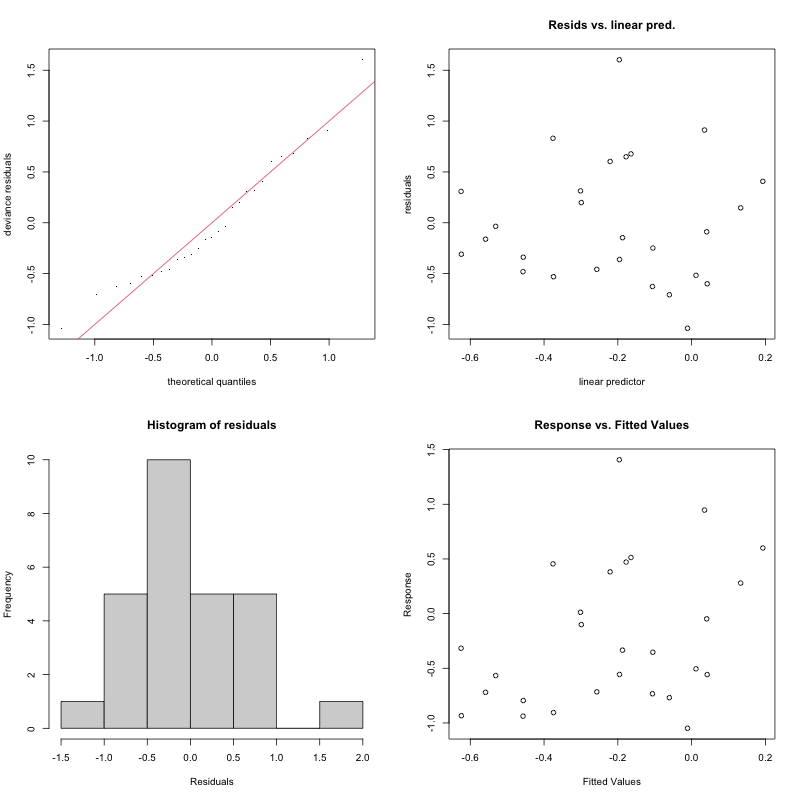 deviance residuals
1.5
1.0
0.5
0.0
-0.5
-1.0
-1.0 -0.5 0.0 0.5 1.0
theoretical quantiles
Resids vs. linear pred.
residuals
1.5
1.0
0.5
0.0
-0.5
-1.0
-0.6 -0.4 -0.2 0.0 0.2
linear predictor
Histogram of residuals
Frequency
10
8
6
4
2
0
-1.5 -1.0 -0.5 0.0 0.5 1.0 1.5 2.0
Residuals
Response vs. Fitted Values
Response
1.5
1.0
0.5
0.0
-0.5
-1.0
-0.6 -0.4 -0.2 0.0 0.2
Fitted Values